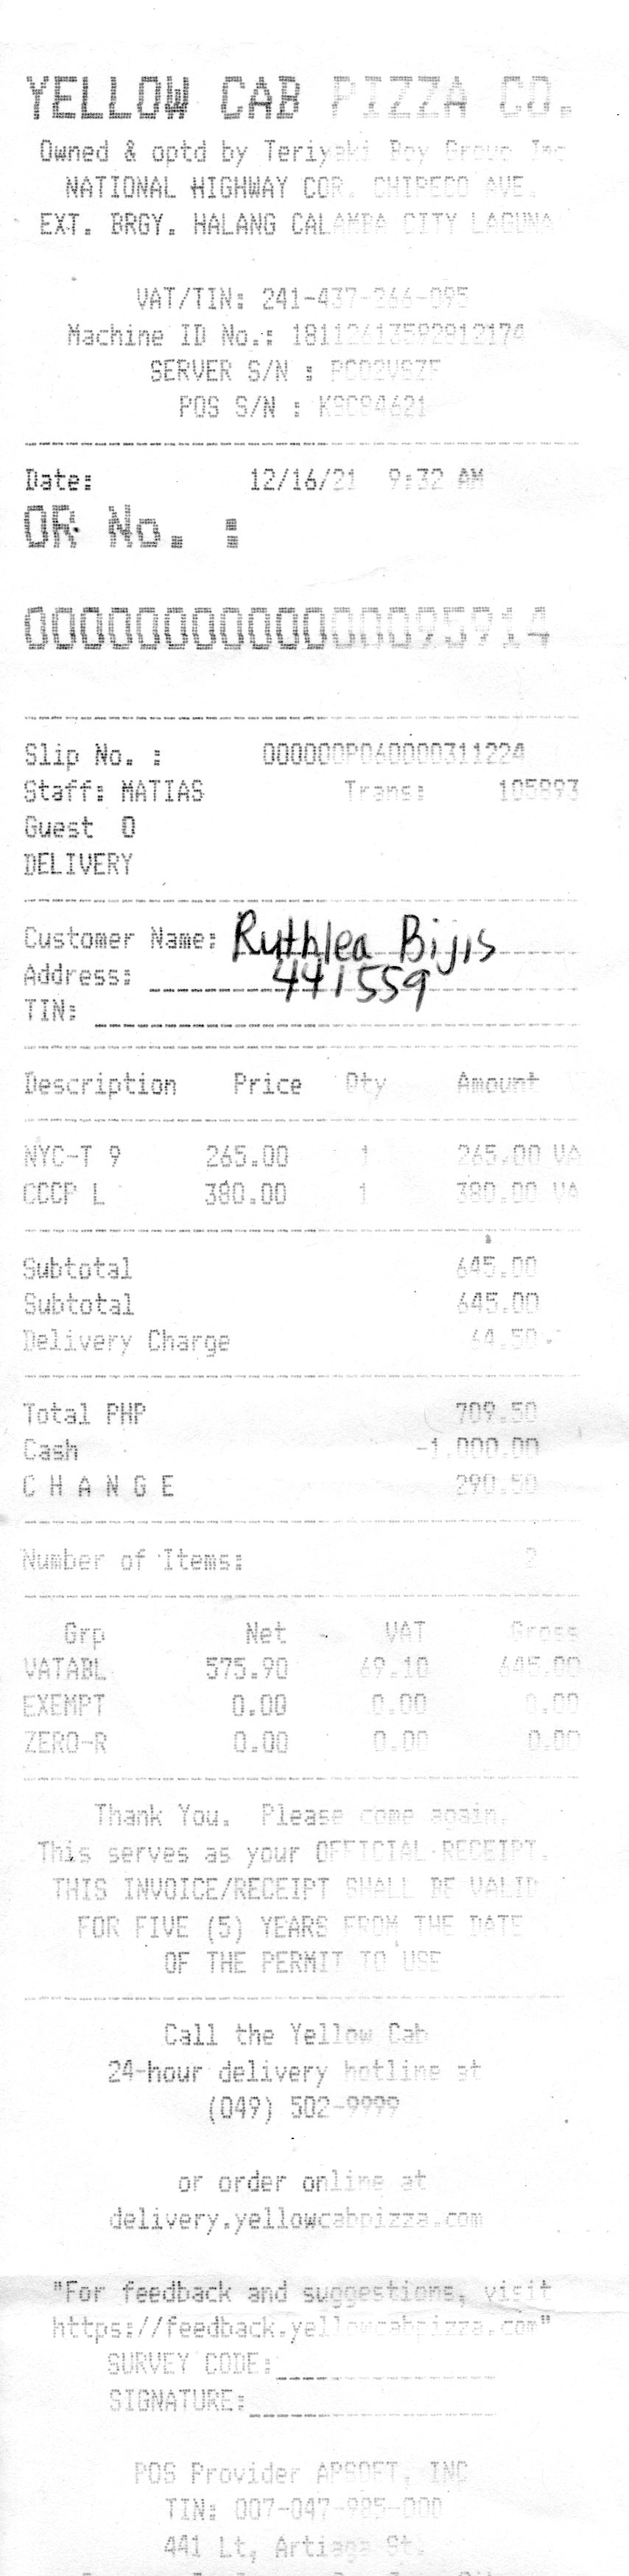 YELLOW CAB PIZZA CO.
Owned & optd by Teriyaki Boy Group Inc
NATIONAL HIGHWAY COR. CHIPECO AVE.
EXT. BRGY. HALANG CALAMBA CITY LAGUNA
VAT/TIN: 241-437-266-095
Machine ID No.: 
SERVER S/N : 
POS S/N : 
Date: 12/16/21 9:32 AM
OR No. :
00000000000000095914
Slip No. : 000000P060000311224
Staff: MATIAS Trans: 105893
Guest 0
DELIVERY
Customer Name: Ruthlea Bijis
Address: 441559
TIN:
Description Price Qty Amount
NYC-T 9 265.00 1 265.00 VA
CCCP L 380.00 1 380.00 VA
Subtotal 645.00
Subtotal 645.00
Delivery Charge 64.50
Total PHP 709.50
Cash -1,000.00
C H A N G E 290.50
Number of Items: 2
Grp Net VAT Gross
VATABL 575.90 69.10 645.00
EXEMPT 0.00 0.00 0.00
ZERO-R 0.00 0.00 0.00
Thank You. Please come again.
This serves as your OFFICIAL RECEIPT.
THIS INVOICE/RECEIPT SHALL BE VALID
FOR FIVE (5) YEARS FROM THE DATE
OF THE PERMIT TO USE
Call the Yellow Cab
24-hour delivery hotline at
(049) 502-9999
or order online at
delivery.yellowcabpizza.com
"For feedback and suggestions, visit
https://feedback.yellowcabpizza.com"
SURVEY CODE:
SIGNATURE:
POS Provider APSOFT, INC
TIN: 007-047-985-000
441 Lt, Artiaga St.